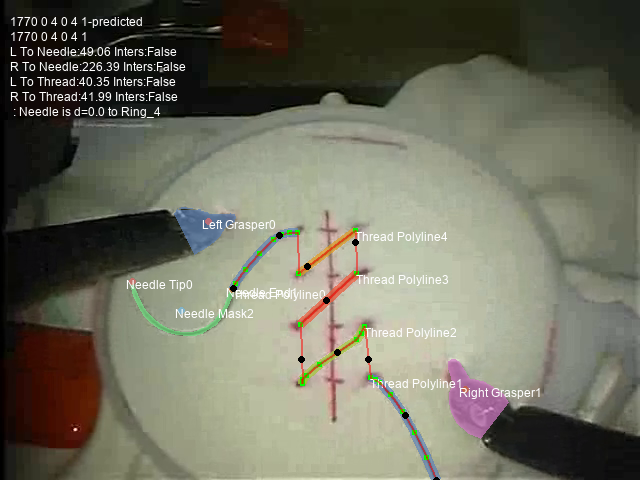 1770 0 4 0 4 1-predicted
1770 0 4 0 4 1
L To Needle:49.06 Inters:False
R To Needle:226.39 Inters:False
L To Thread:40.35 Inters:False
R To Thread:41.99 Inters:False
: Needle is d=0.0 to Ring_4
Left Grasper0
Thread Polyline4
Needle Tip0
Thread Polyline0
Thread Polyline3
Needle Mask2
Thread Polyline2
Thread Polyline1
Right Grasper1